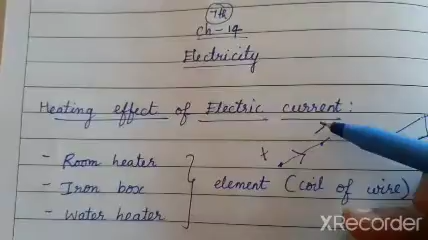 7th
Ch - 14
Electricity
Heating effect of Electric current:
- Room heater
- Iron box
- Water heater
element (coil of wire)
XRecorder